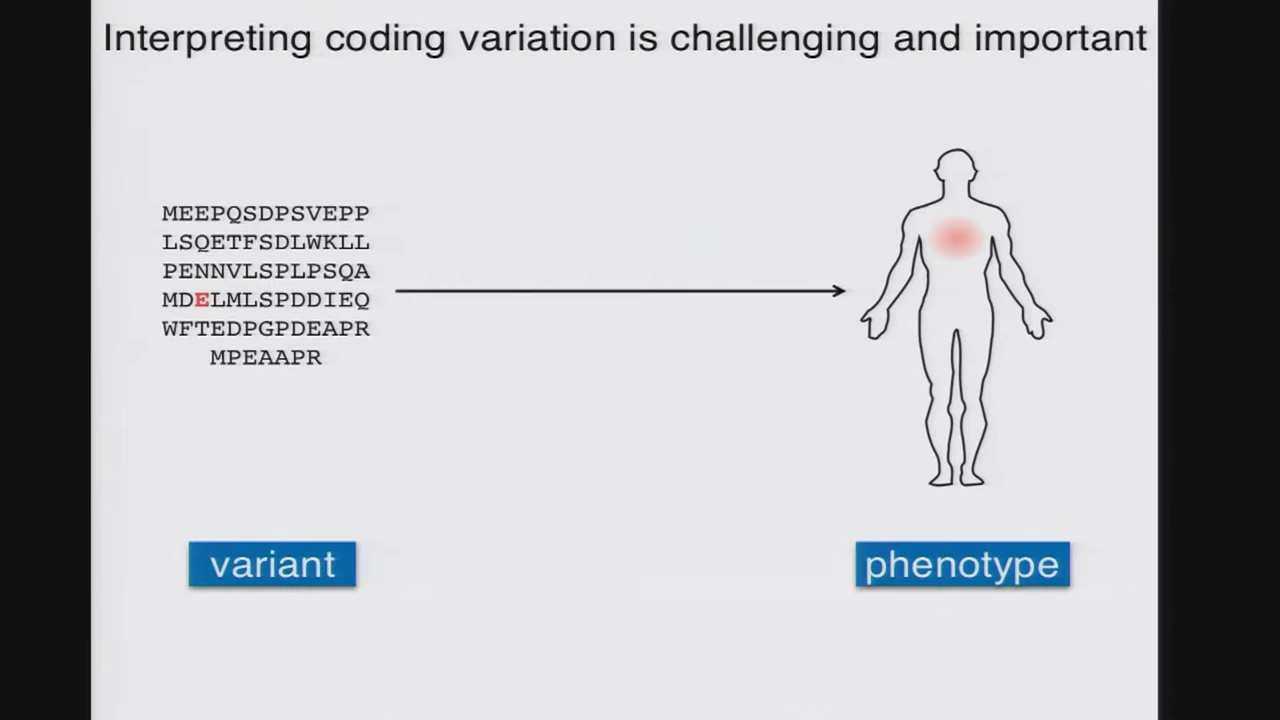 Interpreting coding variation is challenging and important
MEEPQSDPSVEPP
LSQETFSDLWKLL
PENNVLSPLPSQA
MDELMLSPDDIEQ
WFTEDPGPDEAPR
MPEAAPR
variant
phenotype